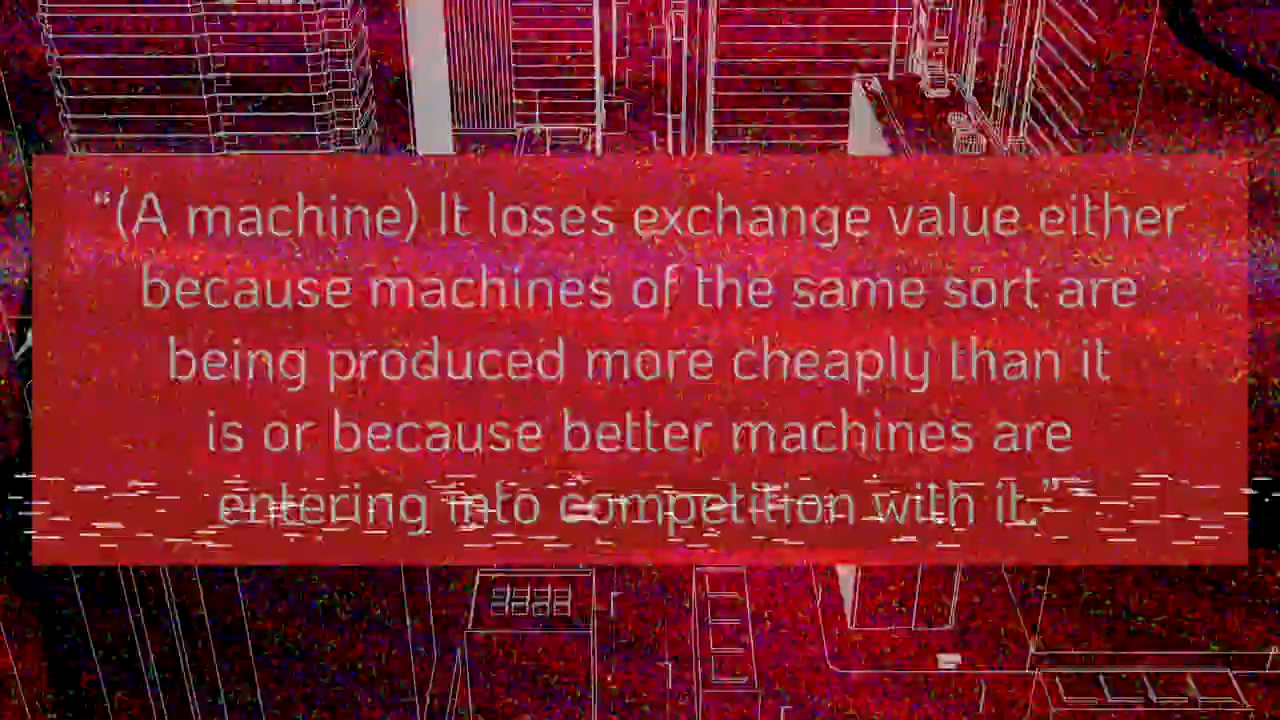 “(A machine) It loses exchange value either
because machines of the same sort are
being produced more cheaply than it
is or because better machines are
entering into competition with it.”